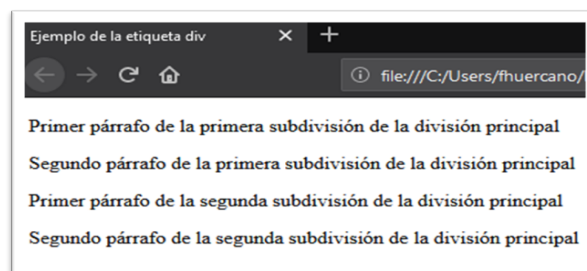 Ejemplo de la etiqueta div
file:///C:/Users/fhuercano/
Primer párrafo de la primera subdivisión de la división principal
Segundo párrafo de la primera subdivisión de la división principal
Primer párrafo de la segunda subdivisión de la división principal
Segundo párrafo de la segunda subdivisión de la división principal